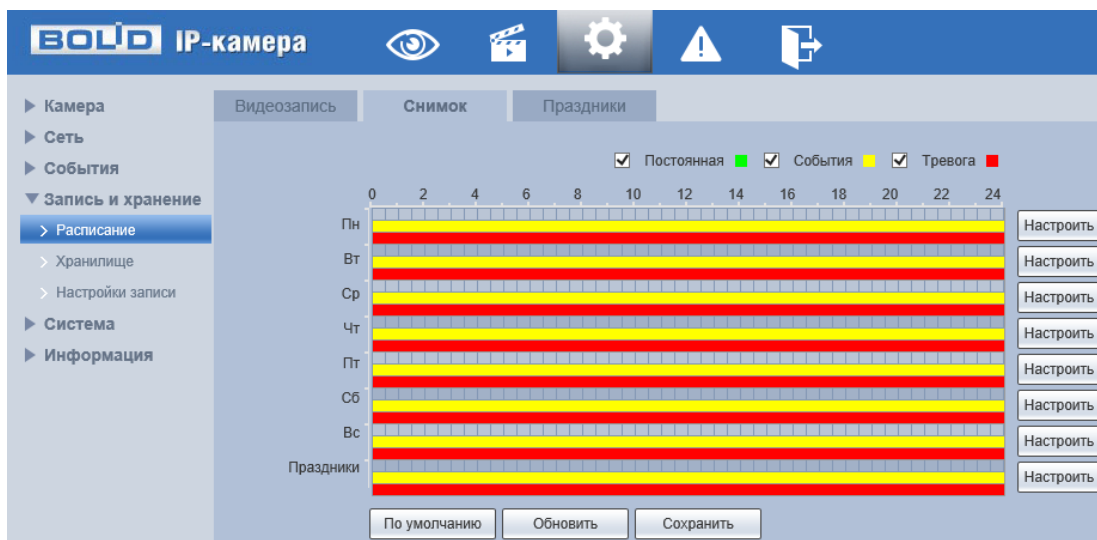 BOLID IP-камера
Камера
Сеть
События
Запись и хранение
Расписание
Хранилище
Настройки записи
Система
Информация
Видеозапись Снимок Праздники
Постоянная События Тревога
0 2 4 6 8 10 12 14 16 18 20 22 24
Пн Настроить
Вт Настроить
Ср Настроить
Чт Настроить
Пт Настроить
Сб Настроить
Вс Настроить
Праздники Настроить
По умолчанию Обновить Сохранить